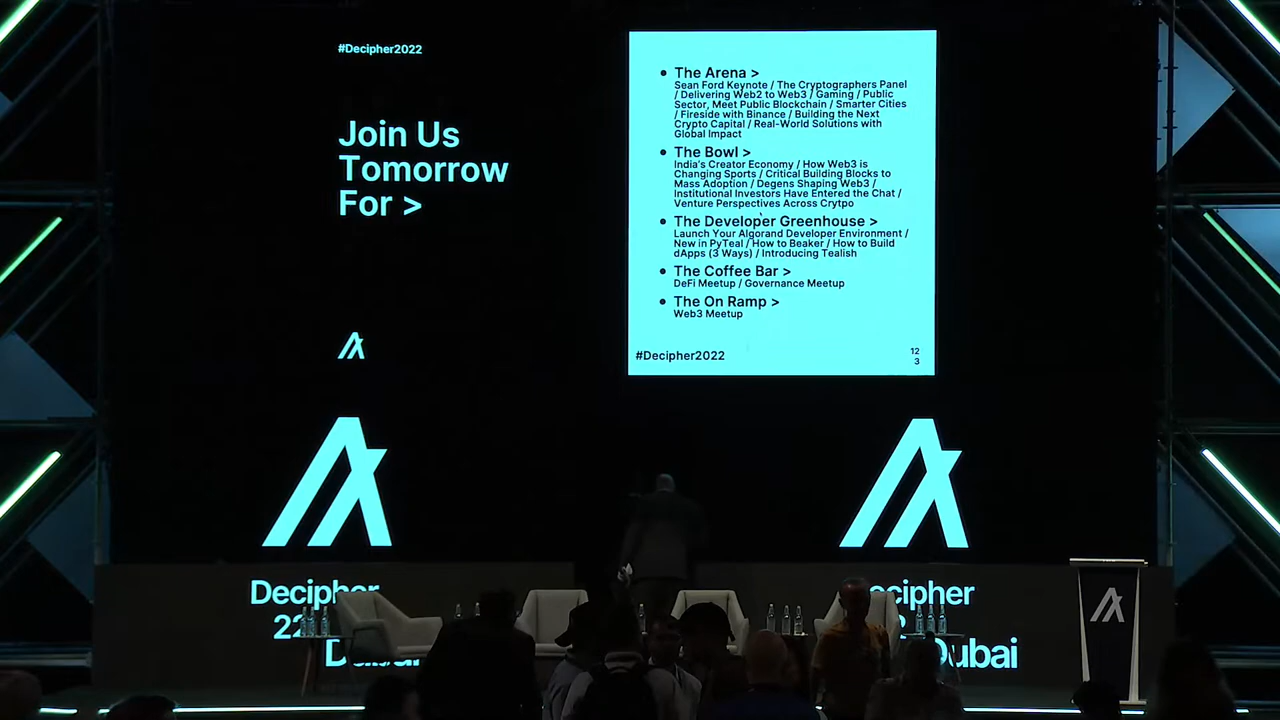 #Decipher2022
Join Us
Tomorrow
For >
The Arena >
Sean Ford Keynote / The Cryptographers Panel
/ Delivering Web2 to Web3 / Gaming / Public
Sector, Meet Public Blockchain / Smarter Cities
/ Fireside with Binance / Building the Next
Crypto Capital / Real-World Solutions with
Global Impact
The Bowl >
India's Creator Economy / How Web3 is
Changing Sports / Critical Building Blocks to
Mass Adoption / Degens Shaping Web3 /
Institutional Investors Have Entered the Chat /
Venture Perspectives Across Crytpo
The Developer Greenhouse >
Launch Your Algorand Developer Environment /
New in PyTeal / How to Beaker / How to Build
dApps (3 Ways) / Introducing Tealish
The Coffee Bar >
DeFi Meetup / Governance Meetup
The On Ramp >
Web3 Meetup
#Decipher2022
12
3
Decipher
22
Dubai
ecipher
Dubai